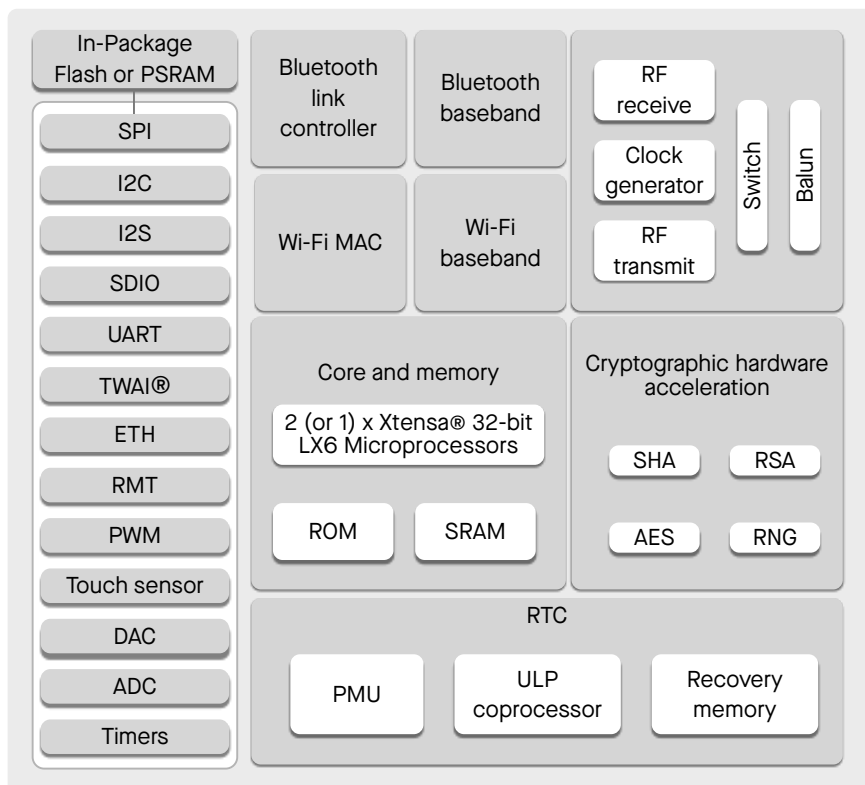 In-Package
Flash or PSRAM
SPI
I2C
I2S
SDIO
UART
TWAI®
ETH
RMT
PWM
Touch sensor
DAC
ADC
Timers
Bluetooth
link
controller
Bluetooth
baseband
Wi-Fi MAC
Wi-Fi
baseband
RF
receive
Clock
generator
RF
transmit
Switch
Balun
Core and memory
2 (or 1) x Xtensa® 32-bit
LX6 Microprocessors
ROM
SRAM
Cryptographic hardware
acceleration
SHA
RSA
AES
RNG
RTC
PMU
ULP
coprocessor
Recovery
memory